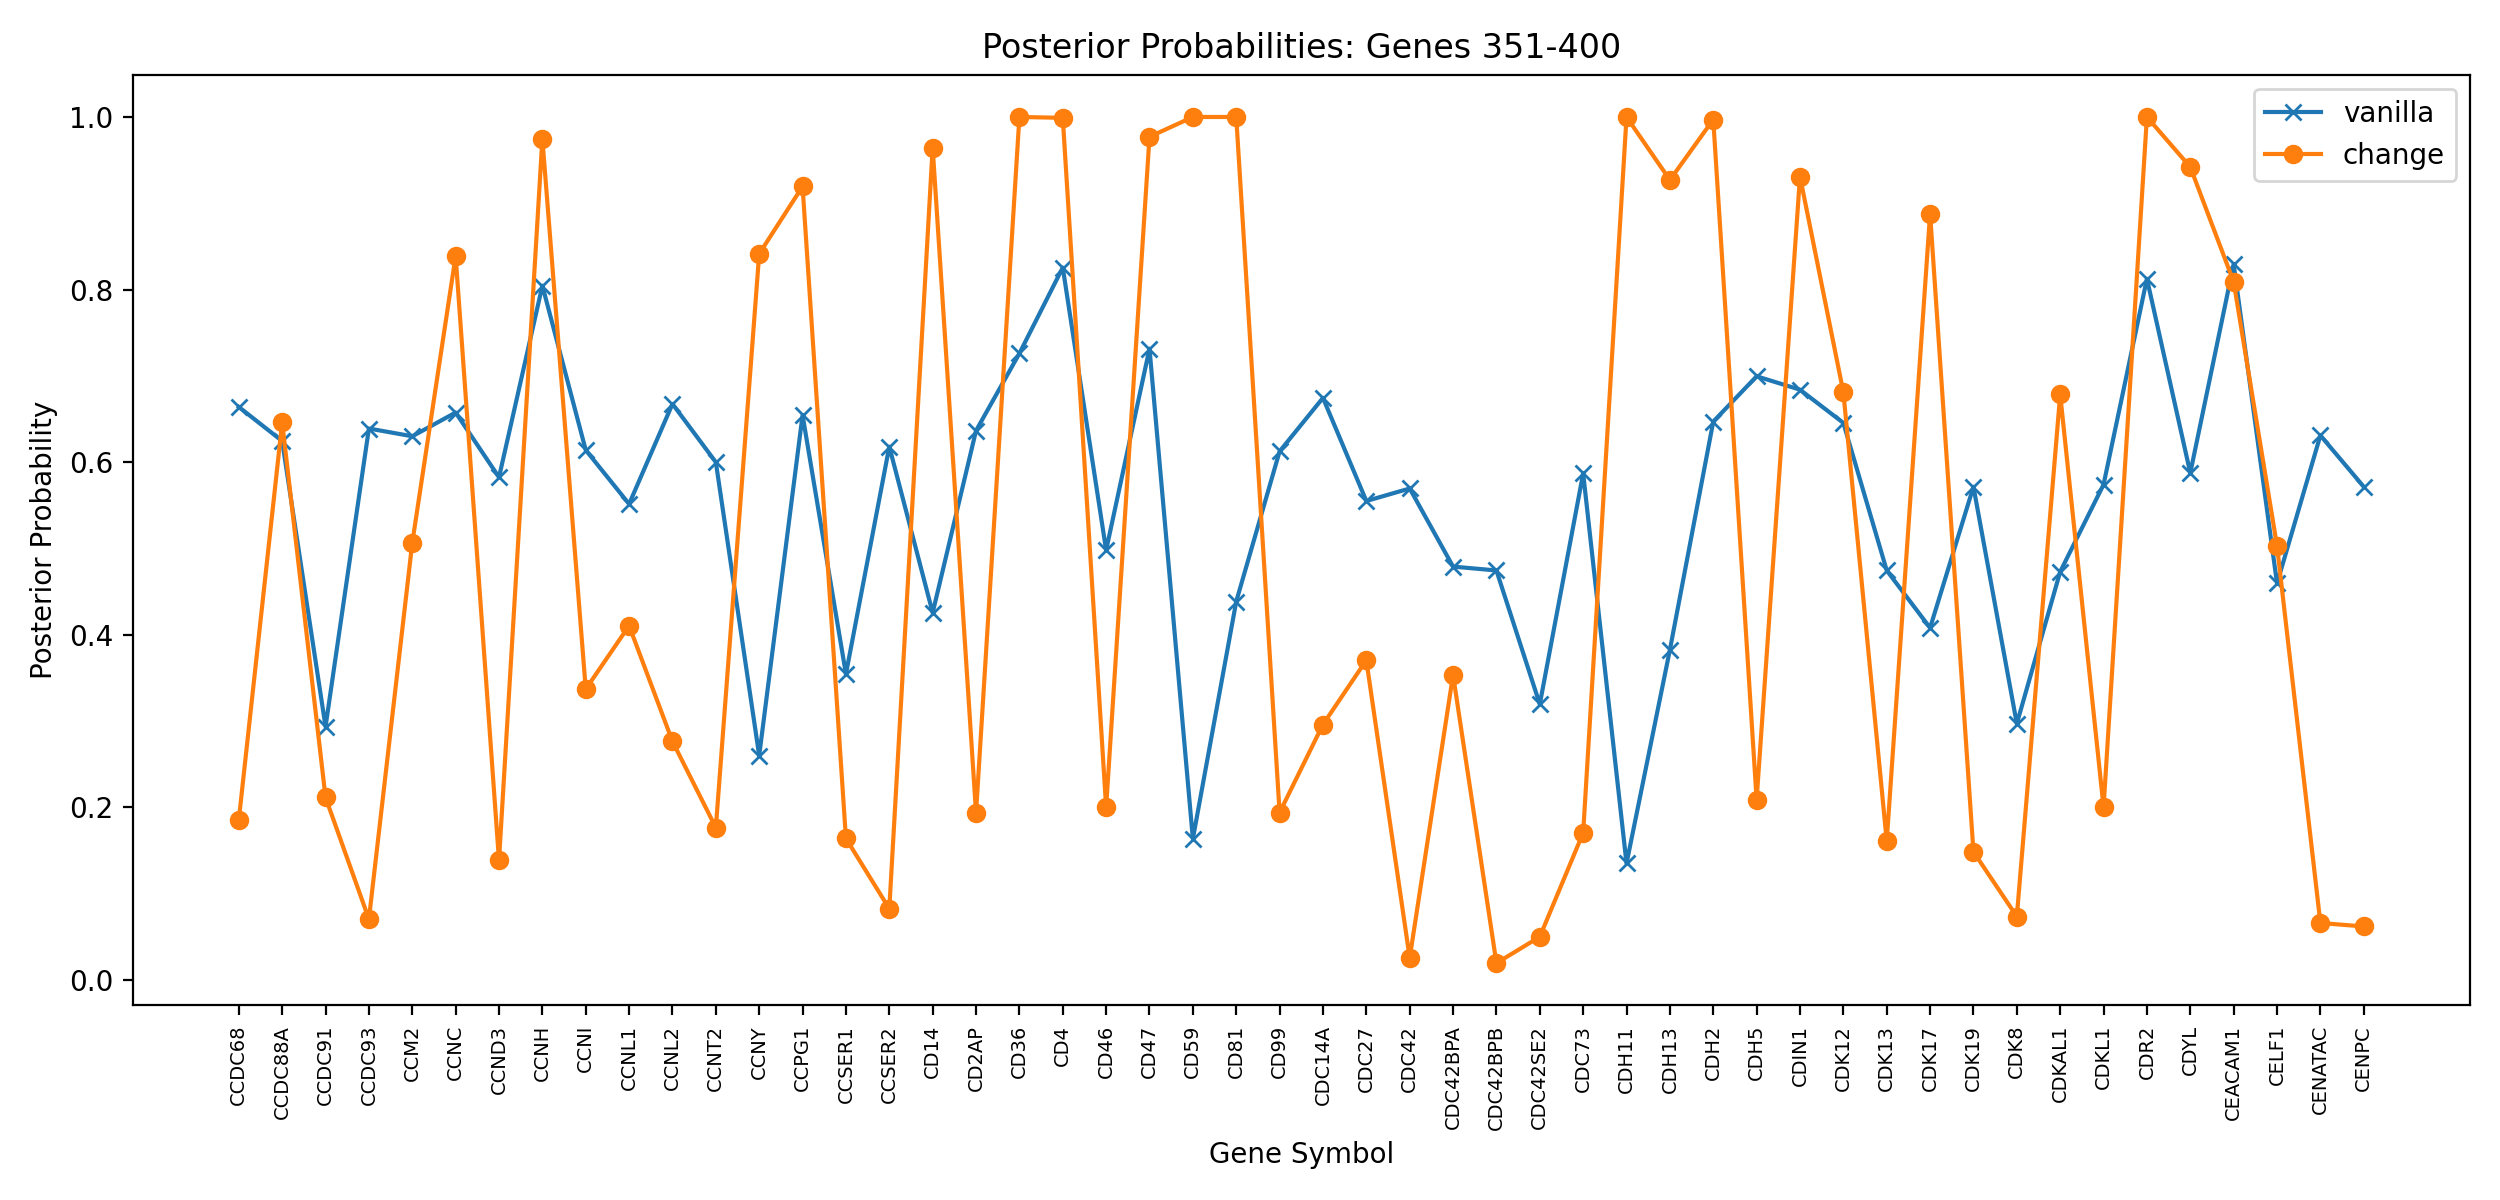 Posterior Probabilities: Genes 351-400
vanilla
change
Posterior Probability
1.0
0.8
0.6
0.4
0.2
0.0
CCDC68
CCDC88A
CCDC91
CCDC93
CCM2
CCNC
CCND3
CCNH
CCNI
CCNL1
CCNL2
CCNT2
CCNY
CCPG1
CCSER1
CCSER2
CD14
CD2AP
CD36
CD4
CD46
CD47
CD59
CD81
CD99
CDC14A
CDC27
CDC42
CDC42BPA
CDC42BPB
CDC42SE2
CDC73
CDH11
CDH13
CDH2
CDH5
CDIN1
CDK12
CDK13
CDK17
CDK19
CDK8
CDKAL1
CDKL1
CDR2
CDYL
CEACAM1
CELF1
CENATAC
CENPC
Gene Symbol